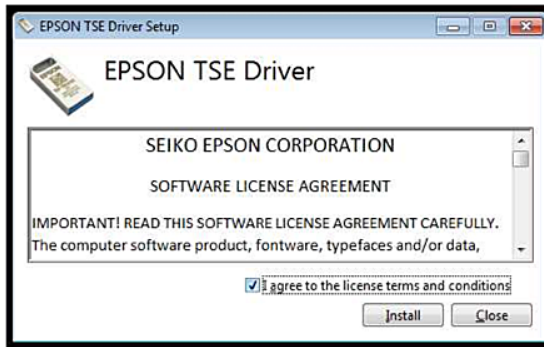 EPSON TSE Driver Setup
EPSON TSE Driver
SEIKO EPSON CORPORATION
SOFTWARE LICENSE AGREEMENT
IMPORTANT! READ THIS SOFTWARE LICENSE AGREEMENT CAREFULLY.
The computer software product, fontware, typefaces and/or data,
I agree to the license terms and conditions
Install Close